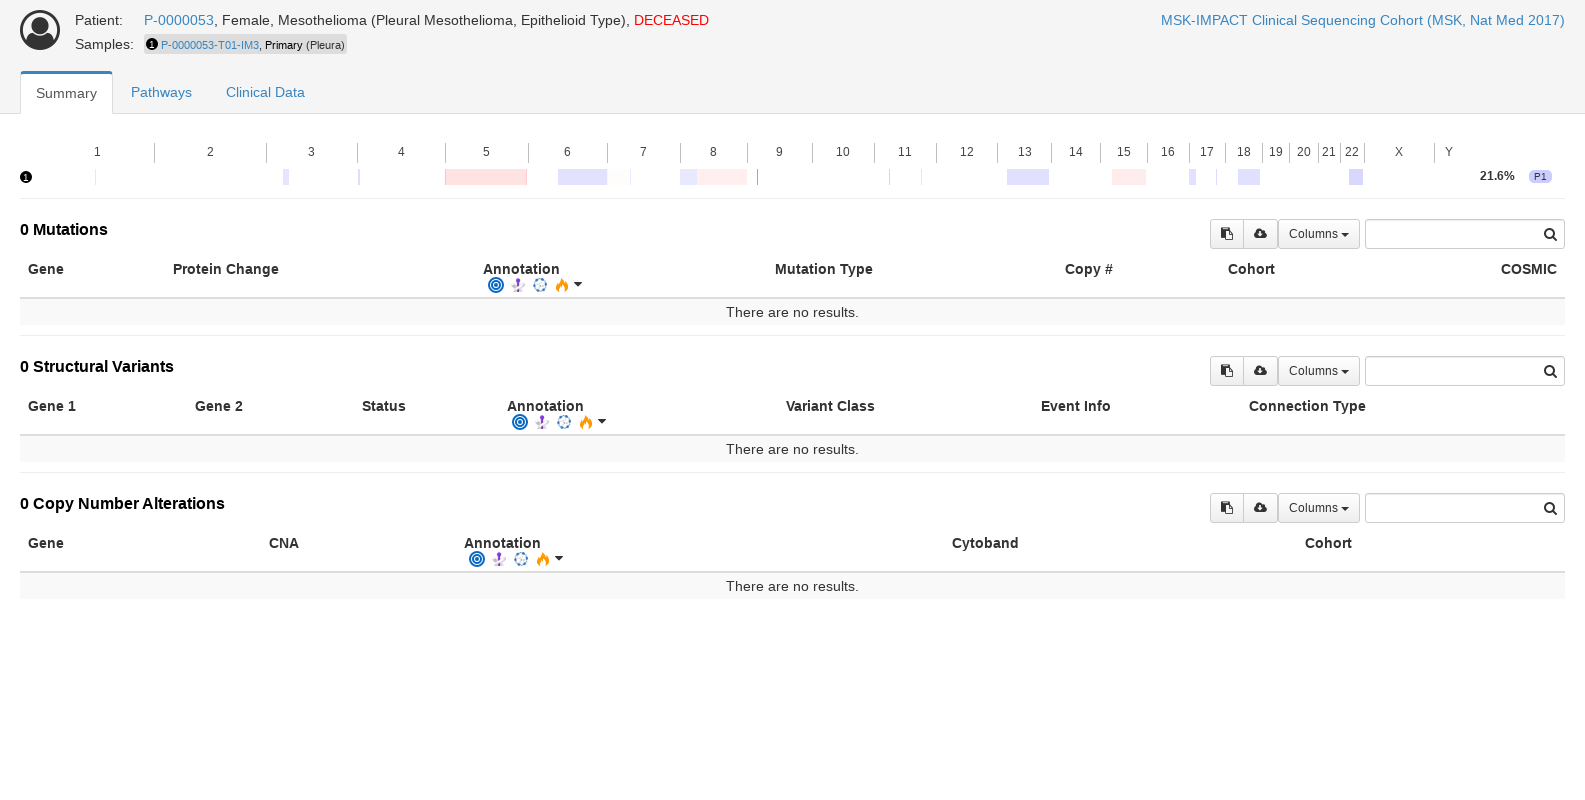 Patient: P-0000053, Female, Mesothelioma (Pleural Mesothelioma, Epithelioid Type), DECEASED
MSK-IMPACT Clinical Sequencing Cohort (MSK, Nat Med 2017)
Samples: 1 P-0000053-T01-IM3, Primary (Pleura)
Summary Pathways Clinical Data
1 2 3 4 5 6 7 8 9 10 11 12 13 14 15 16 17 18 19 20 21 22 X Y
1 21.6% P1
0 Mutations
Columns
Gene Protein Change Annotation Mutation Type Copy # Cohort COSMIC
There are no results.
0 Structural Variants
Columns
Gene 1 Gene 2 Status Annotation Variant Class Event Info Connection Type
There are no results.
0 Copy Number Alterations
Columns
Gene CNA Annotation Cytoband Cohort
There are no results.